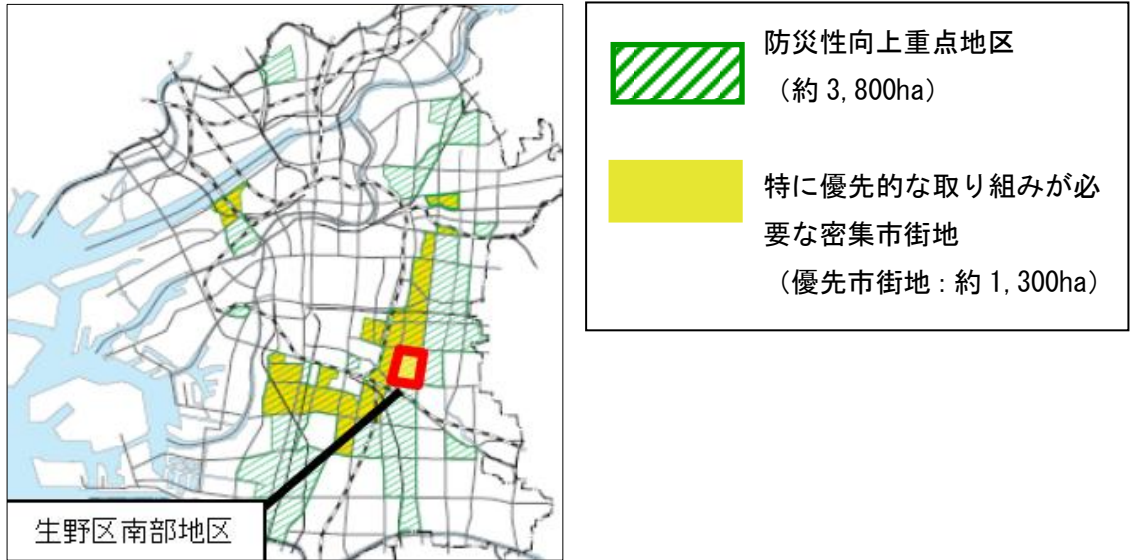 防災性向上重点地区
（約 3,800ha）
特に優先的な取り組みが必
要な密集市街地
（優先市街地：約 1,300ha）
生野区南部地区